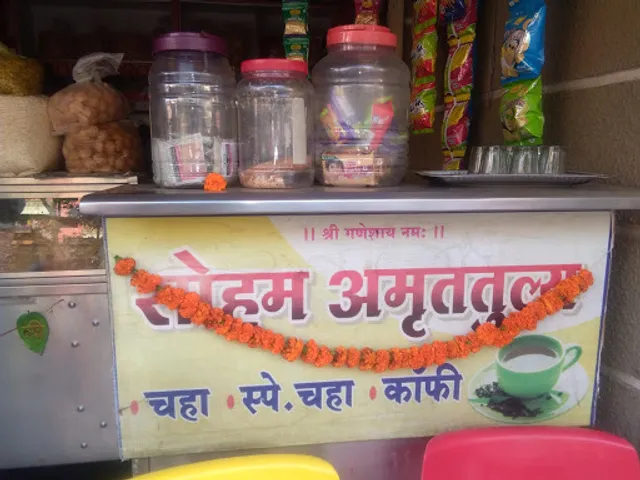 || श्री गणेशाय नमः ||
सोहम अमृततुल्य
• चहा • स्पे. चहा • कॉफी